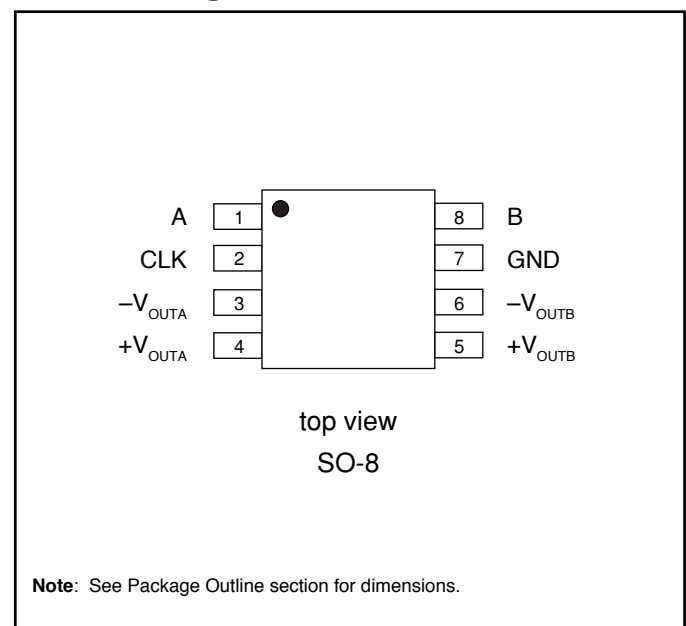 A 1 8 B
CLK 2 7 GND
–VOUTA 3 6 –VOUTB
+VOUTA 4 5 +VOUTB
top view
SO-8
Note: See Package Outline section for dimensions.